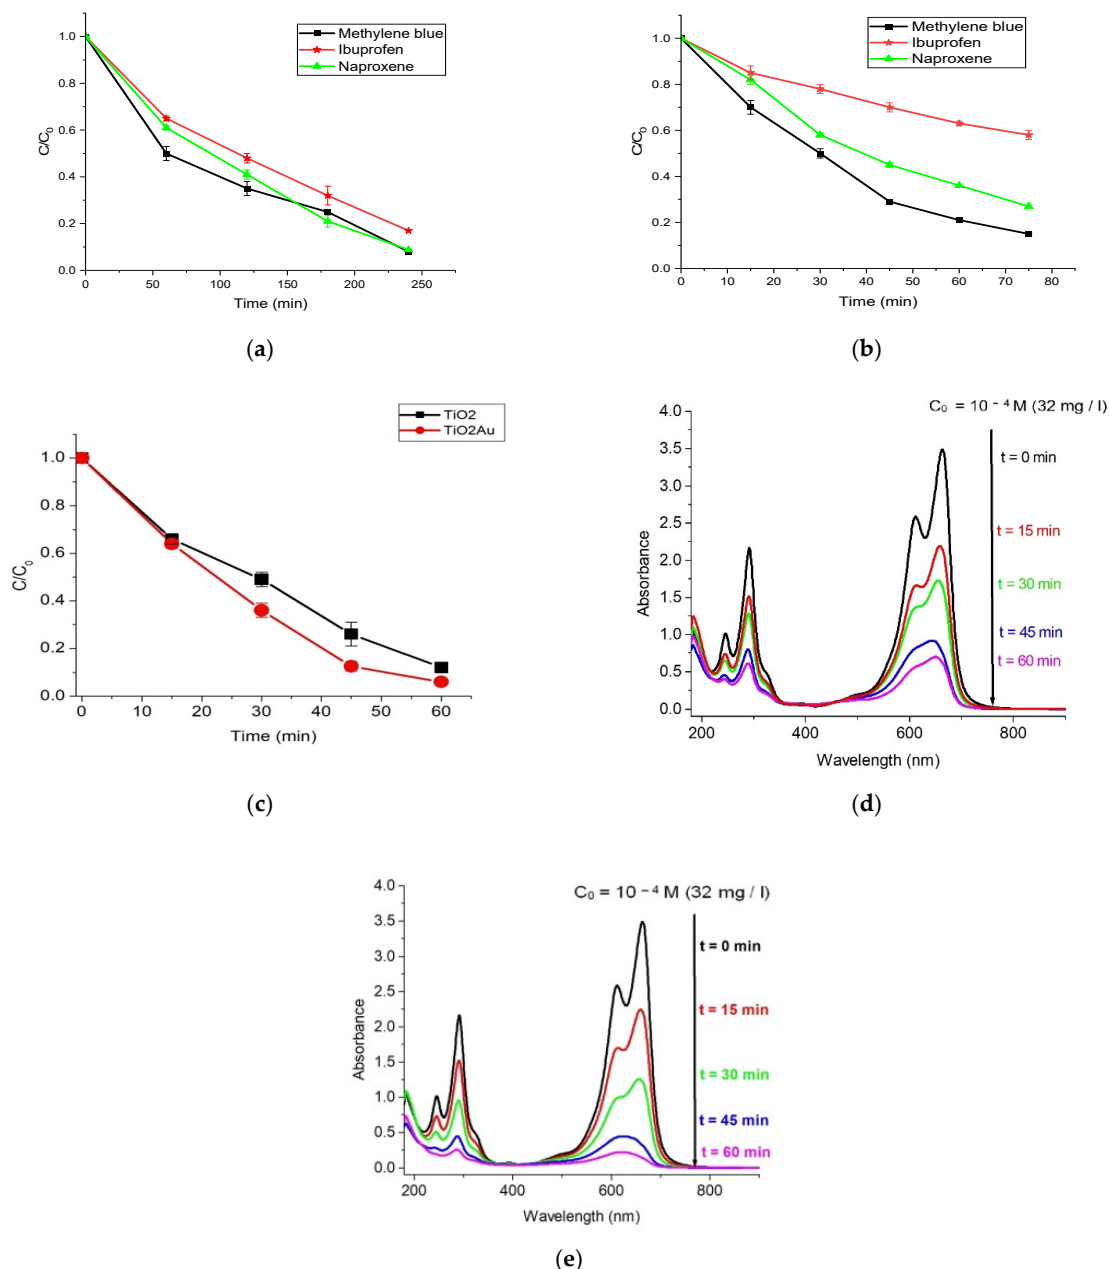 Methylene blue
Ibuprofen
Naproxene
1.0
0.8
0.6
0.4
0.2
0.0
C/C0
0 50 100 150 200 250
Time (min)
(a)
Methylene blue
Ibuprofen
Naproxene
1.0
0.8
0.6
0.4
0.2
0.0
C/C0
0 10 20 30 40 50 60 70 80
Time (min)
(b)
TiO2
TiO2Au
1.0
0.8
0.6
0.4
0.2
0.0
C/C0
0 10 20 30 40 50 60
Time (min)
(c)
C0 = 10 – 4 M (32 mg / l)
4.0
3.5
3.0
2.5
2.0
1.5
1.0
0.5
0.0
Absorbance
t = 0 min
t = 15 min
t = 30 min
t = 45 min
t = 60 min
200 400 600 800
Wavelength (nm)
(d)
C0 = 10 – 4 M (32 mg / l)
4.0
3.5
3.0
2.5
2.0
1.5
1.0
0.5
0.0
Absorbance
t = 0 min
t = 15 min
t = 30 min
t = 45 min
t = 60 min
200 400 600 800
Wavelength (nm)
(e)